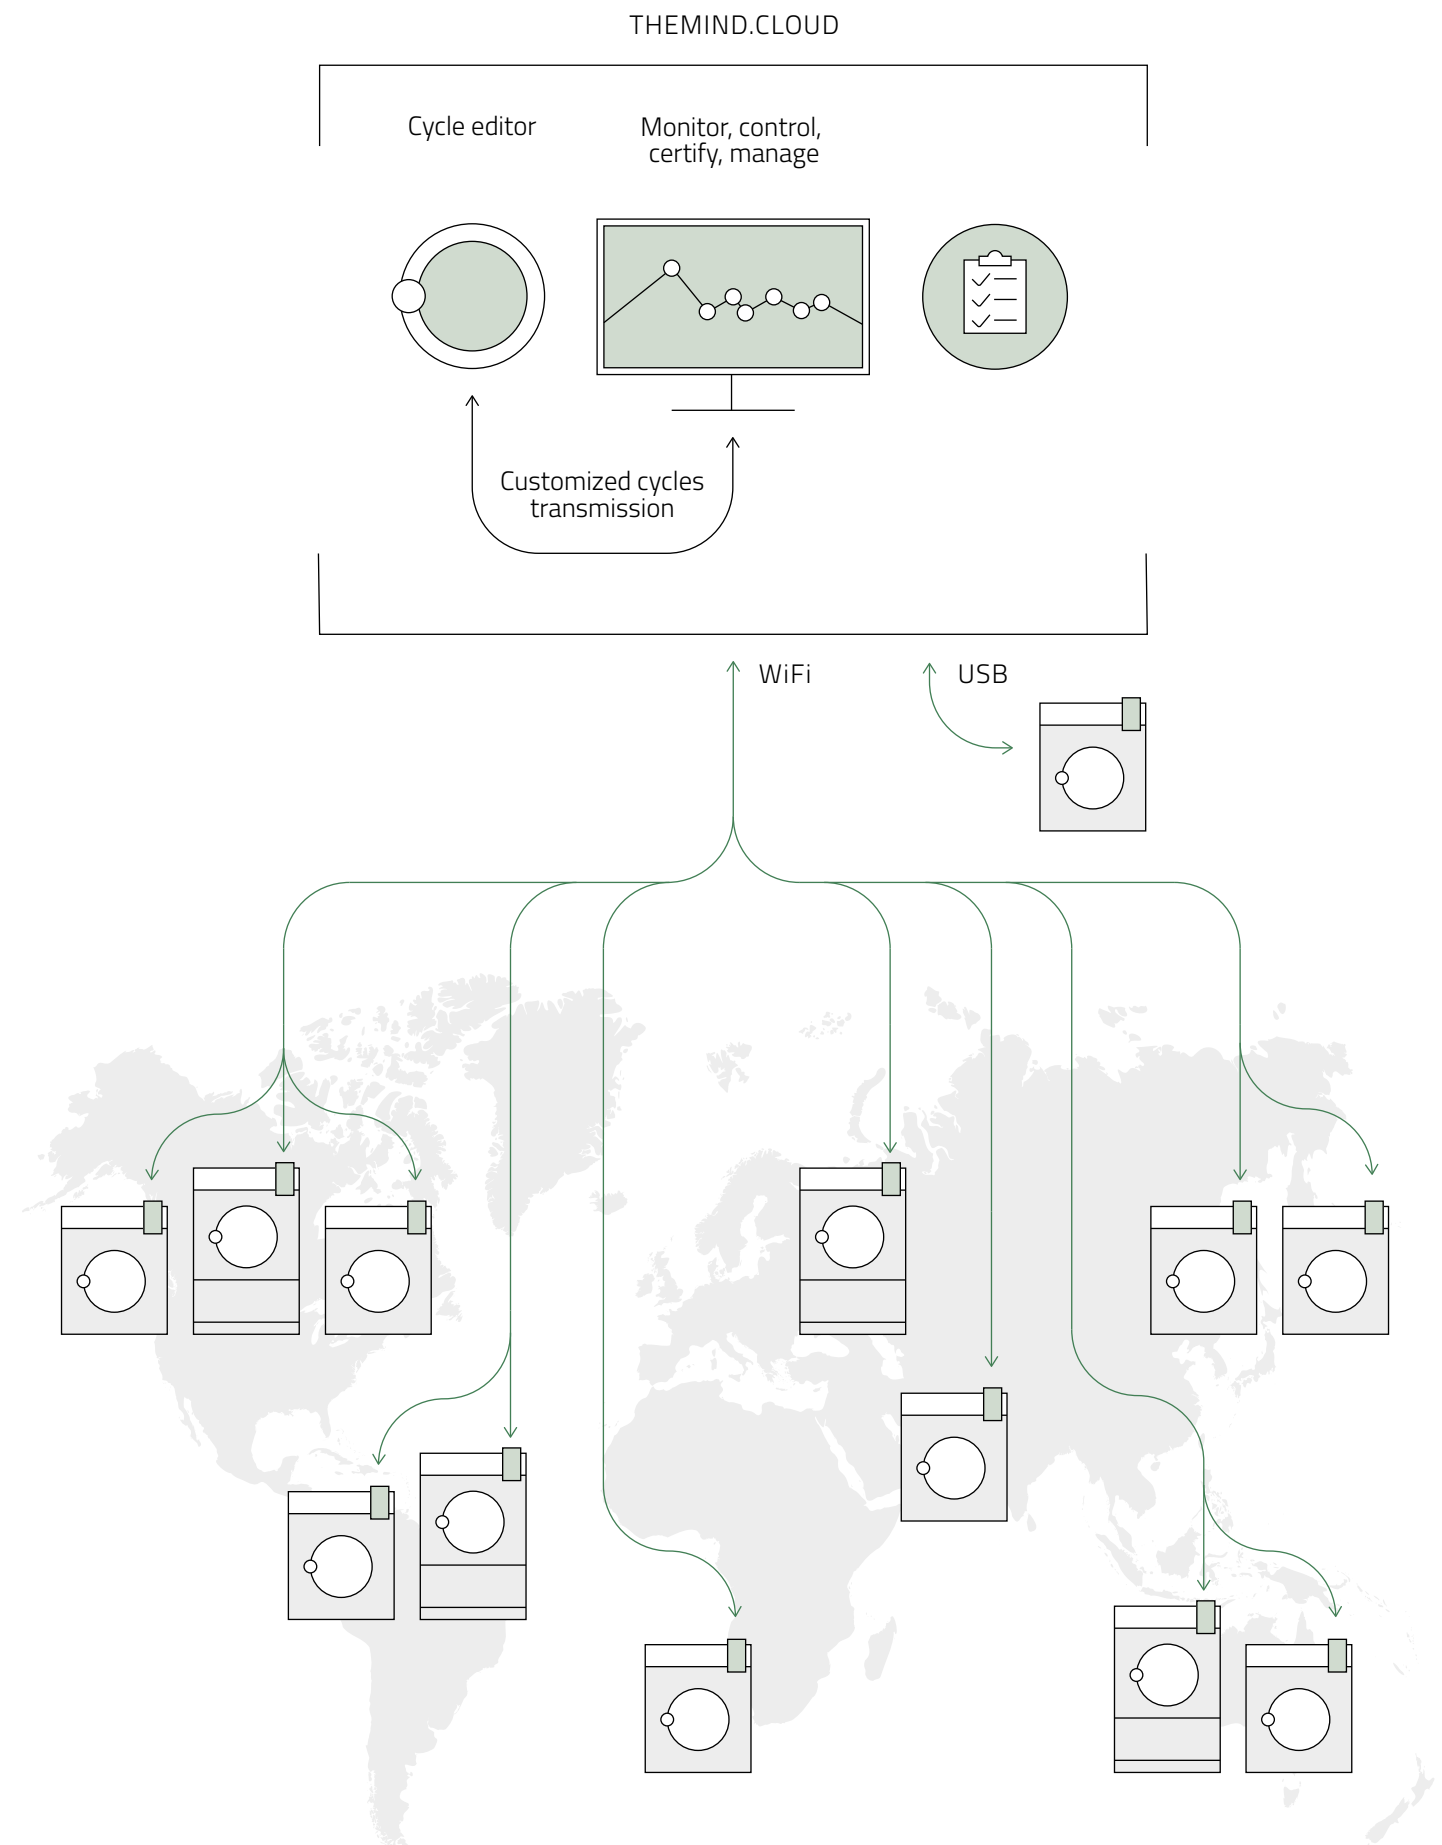 THEMIND.CLOUD
Cycle editor
Monitor, control,
certify, manage
Customized cycles
transmission
WiFi
USB